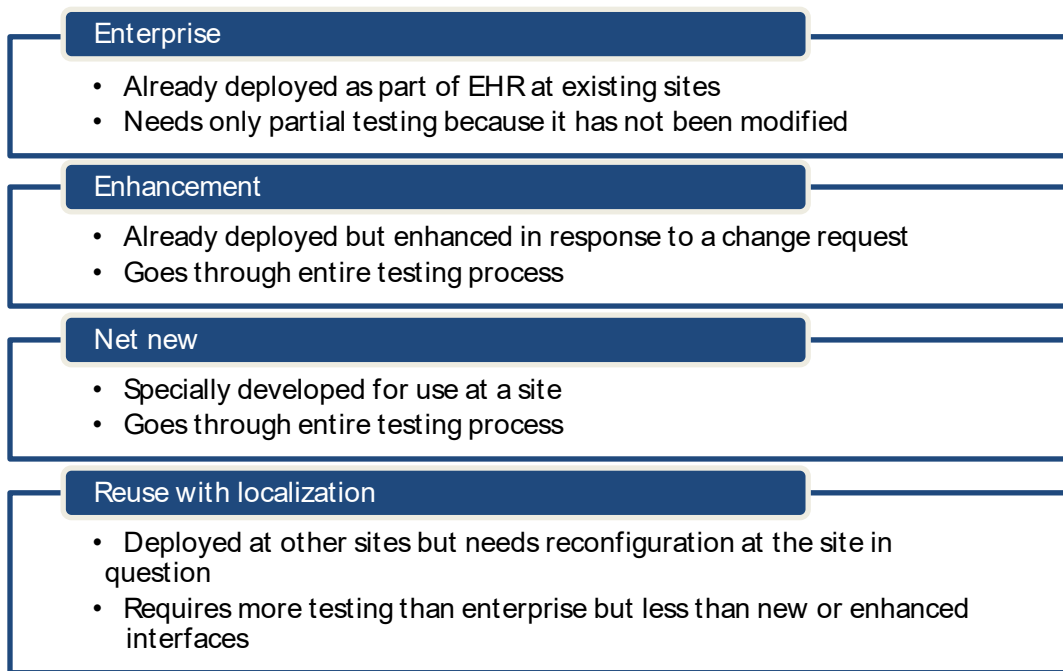 Enterprise
• Already deployed as part of EHR at existing sites
• Needs only partial testing because it has not been modified
Enhancement
• Already deployed but enhanced in response to a change request
• Goes through entire testing process
Net new
• Specially developed for use at a site
• Goes through entire testing process
Reuse with localization
• Deployed at other sites but needs reconfiguration at the site in
question
• Requires more testing than enterprise but less than new or enhanced
interfaces